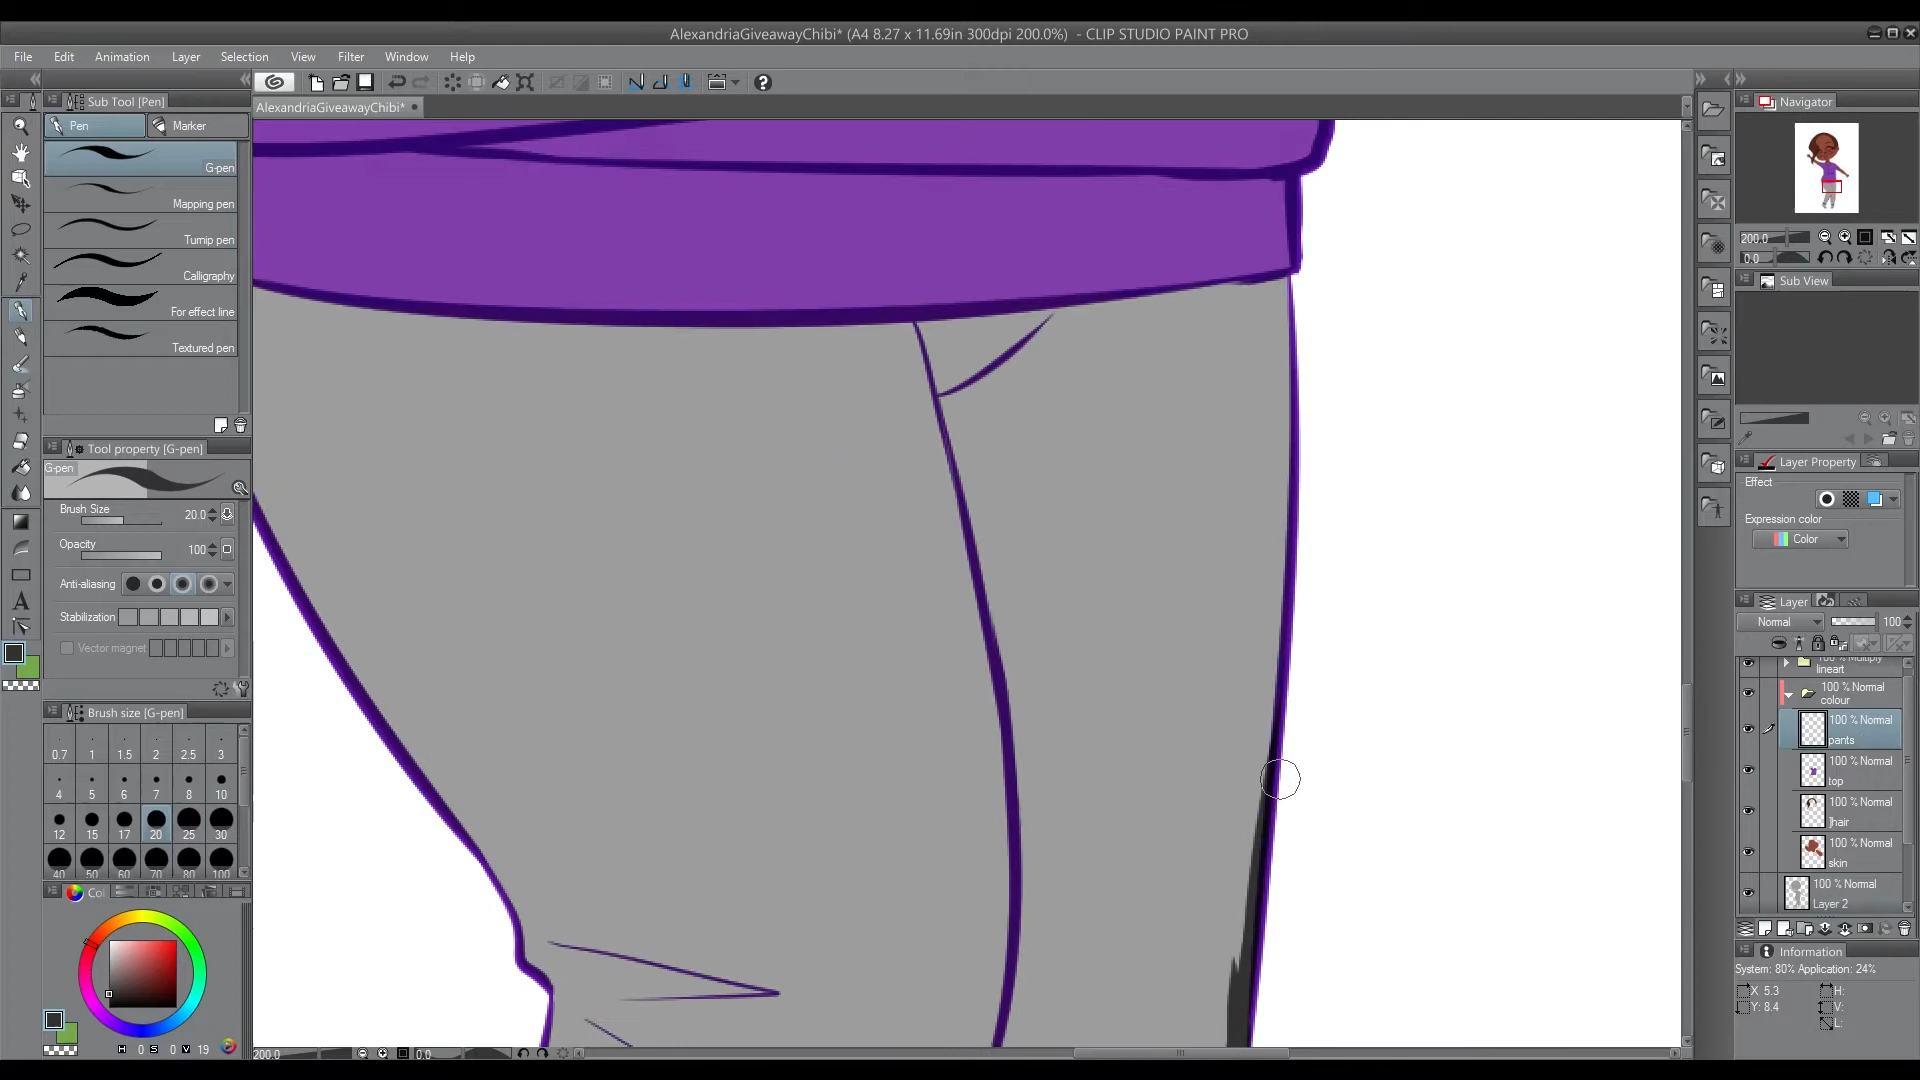 AlexandriaGiveawayChibi* (A4 8.27 x 11.69in 300dpi 200.0%) - CLIP STUDIO PAINT PRO
File Edit Animation Layer Selection View Filter Window Help
Sub Tool [Pen]
AlexandriaGiveawayChibi*
Navigator
Pen Marker
G-pen
Mapping pen
Turnip pen
Calligraphy
For effect line
Textured pen
200.0
0.0
Sub View
Tool property [G-pen]
G-pen
Brush Size 20.0
Opacity 100
Anti-aliasing
Stabilization
Vector magnet
Layer Property
Effect
Expression color
Color
Brush size [G-pen]
0.7 1 1.5 2 2.5 3
4 5 6 7 8 10
12 15 17 20 25 30
40 50 60 70 80 100
Layer
Normal 100
100 % Multiply
lineart
100 % Normal
colour
100 % Normal
pants
100 % Normal
top
100 % Normal
]hair
100 % Normal
skin
100 % Normal
Layer 2
Col
H 0 S 0 V 19
200.0 0.0
Information
System: 80% Application: 24%
X 5.3 H:
Y: 8.4 V:
L: